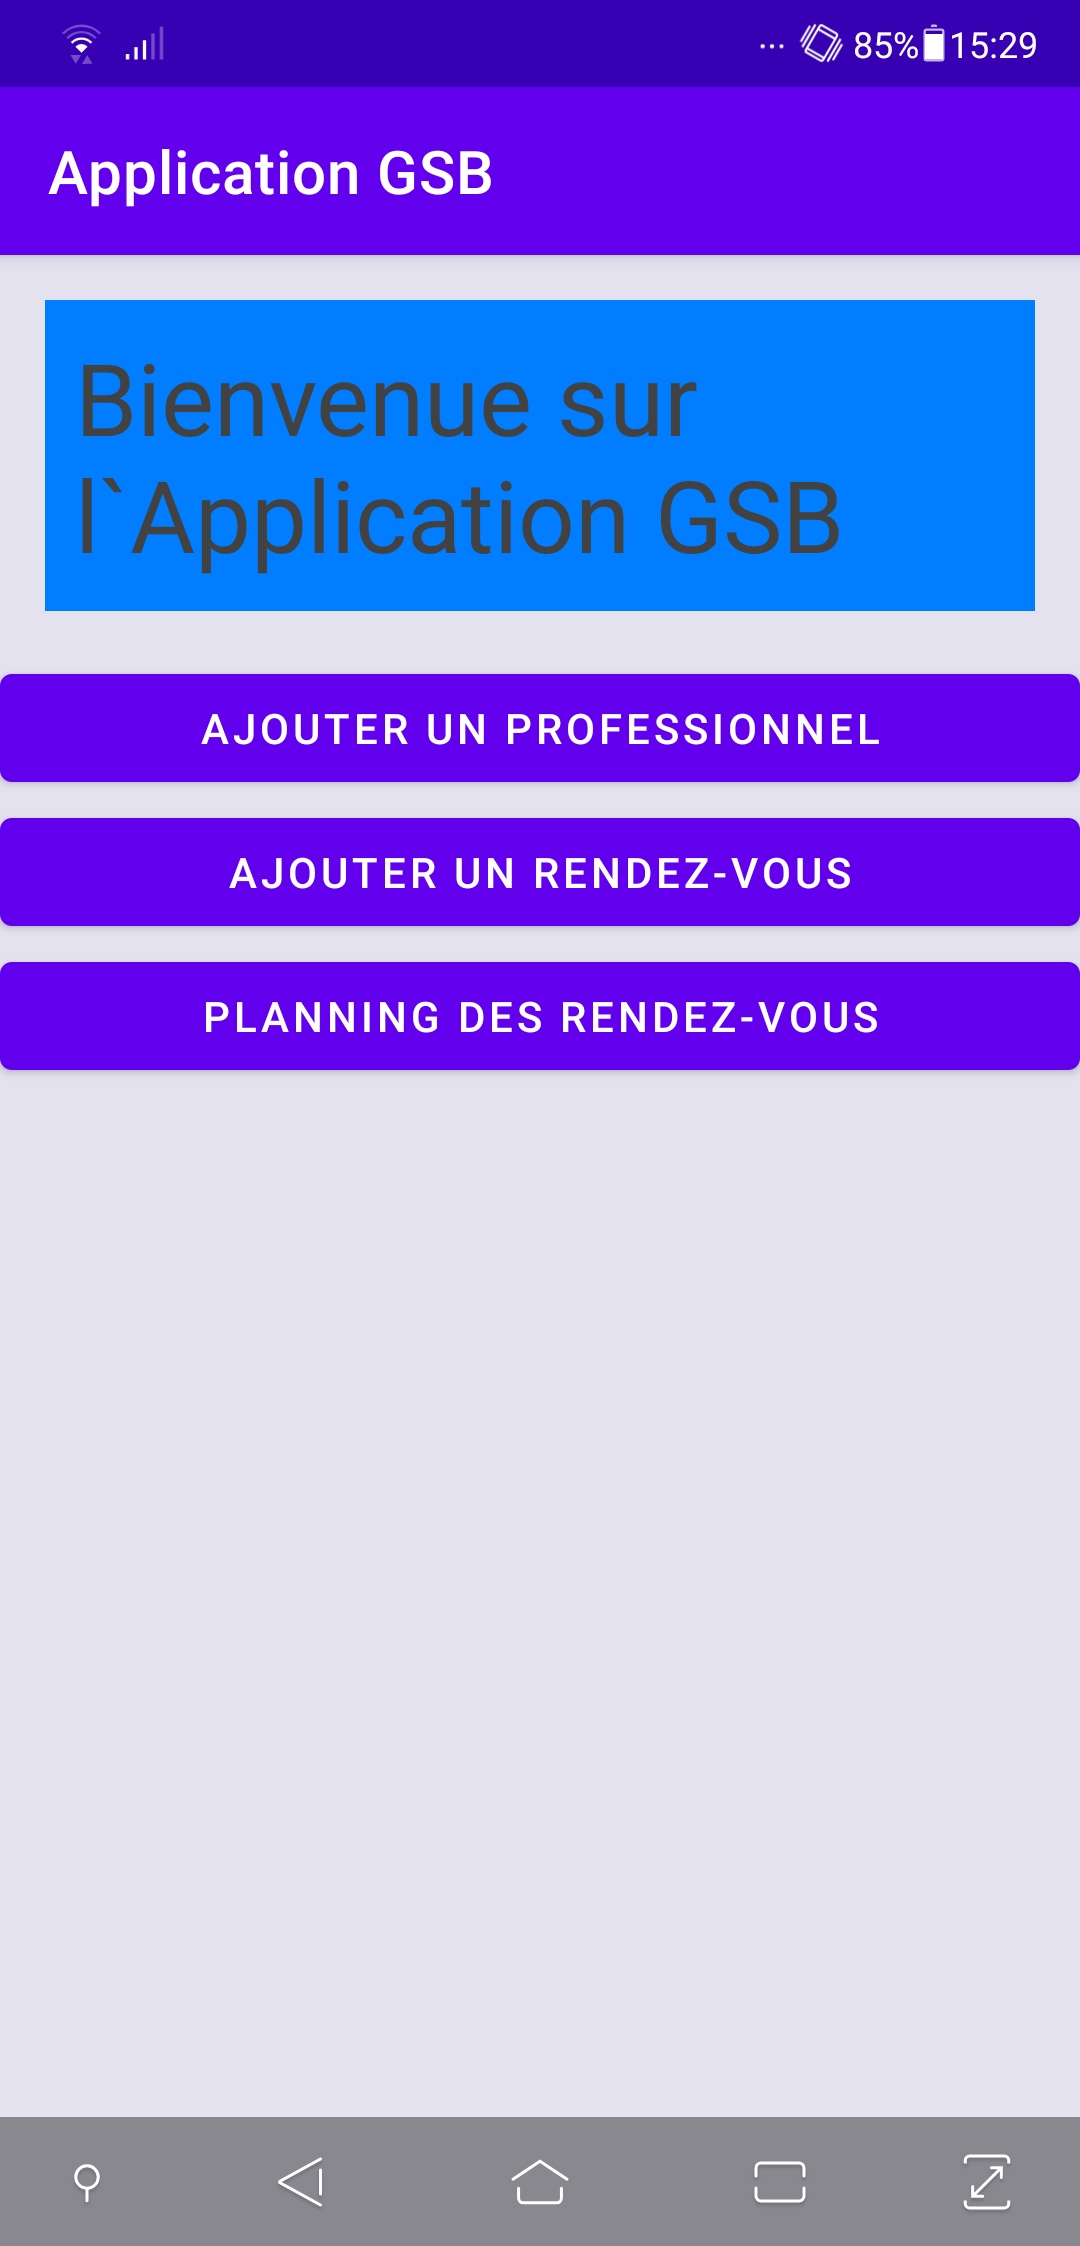 85% 15:29
Application GSB
Bienvenue sur
l`Application GSB
AJOUTER UN PROFESSIONNEL
AJOUTER UN RENDEZ-VOUS
PLANNING DES RENDEZ-VOUS